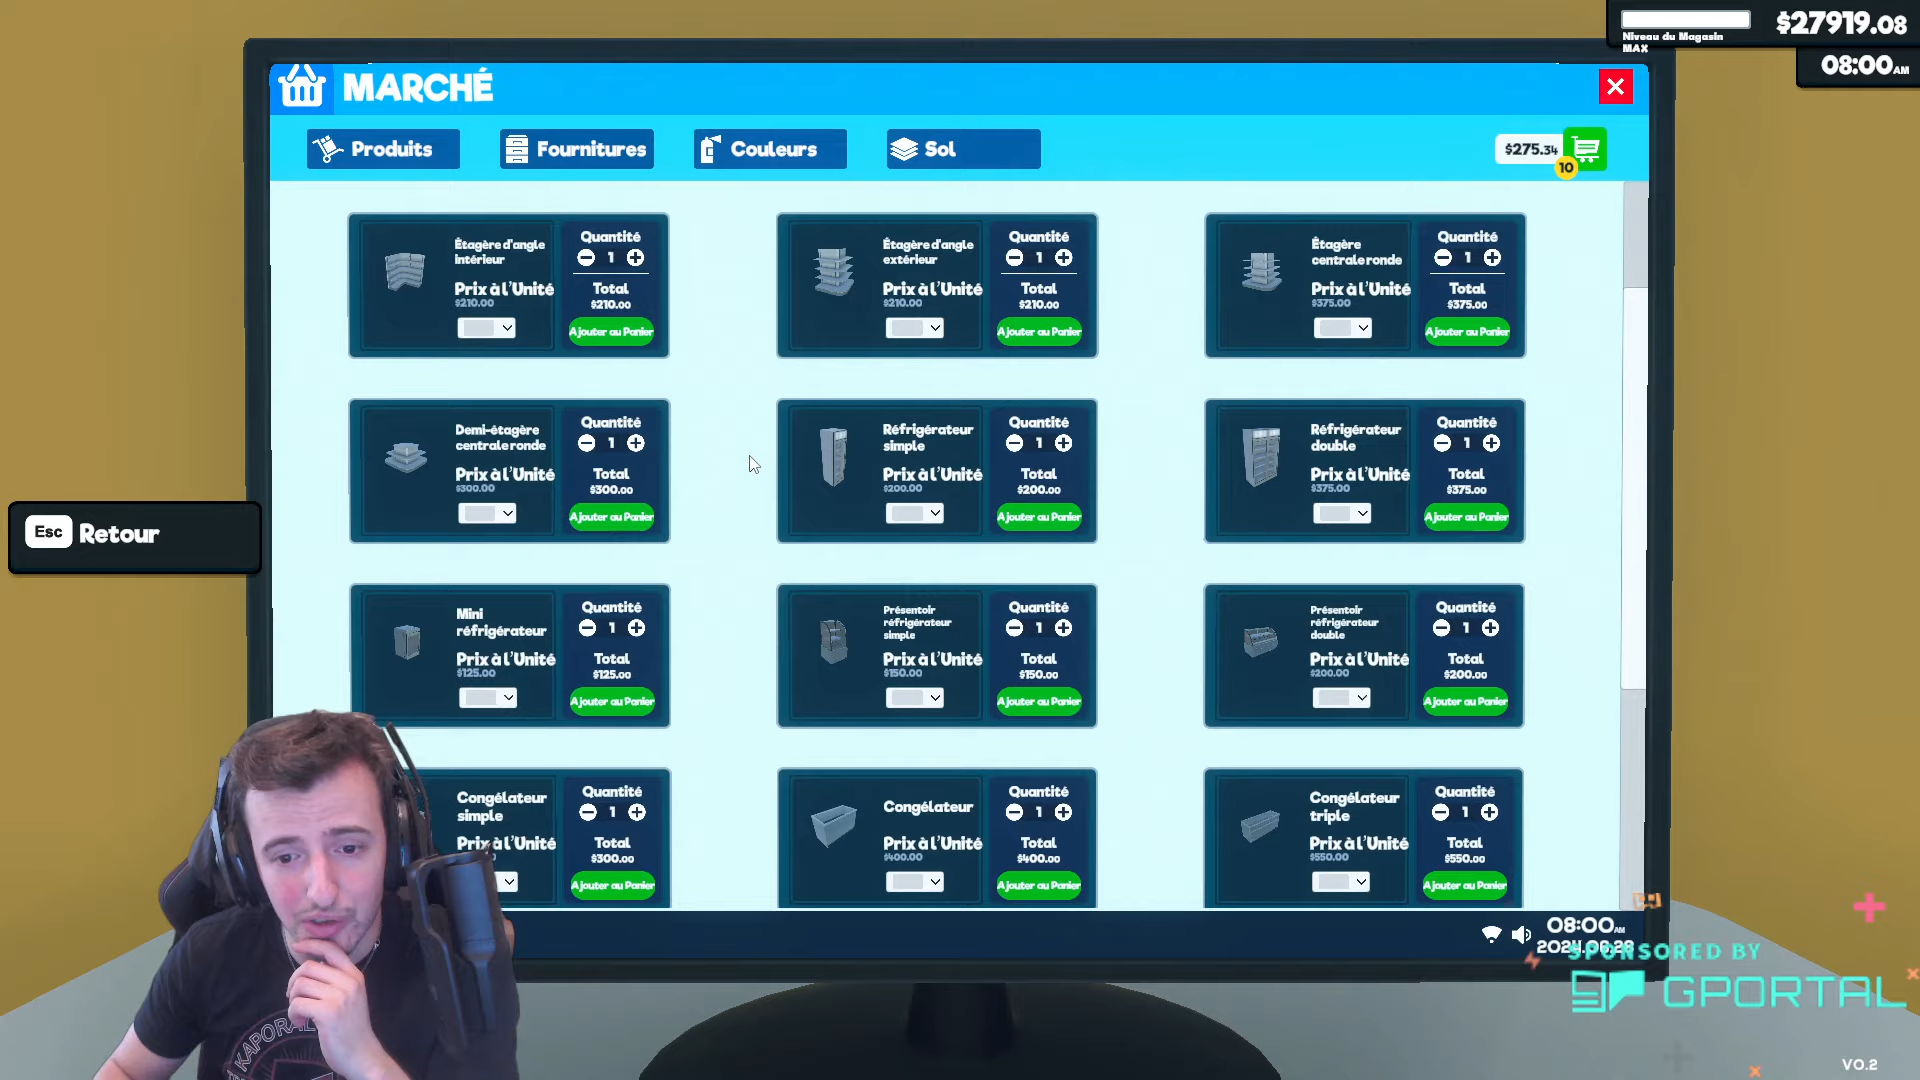 $27919.08
Niveau du Magasin
MAX
08:00AM
MARCHÉ
Produits
Fournitures
Couleurs
Sol
$275.34
10
Étagère d'angle
intérieur
Prix à l'Unité
$210.00
Quantité
1
Total
$210.00
Ajouter au Panier
Étagère d'angle
extérieur
Prix à l'Unité
$210.00
Quantité
1
Total
$210.00
Ajouter au Panier
Étagère
centrale ronde
Prix à l'Unité
$375.00
Quantité
1
Total
$375.00
Ajouter au Panier
Demi-étagère
centrale ronde
Prix à l'Unité
$300.00
Quantité
1
Total
$300.00
Ajouter au Panier
Réfrigérateur
simple
Prix à l'Unité
$200.00
Quantité
1
Total
$200.00
Ajouter au Panier
Réfrigérateur
double
Prix à l'Unité
$375.00
Quantité
1
Total
$375.00
Ajouter au Panier
Esc Retour
Mini
réfrigérateur
Prix à l'Unité
$125.00
Quantité
1
Total
$125.00
Ajouter au Panier
Présentoir
réfrigérateur
simple
Prix à l'Unité
$150.00
Quantité
1
Total
$150.00
Ajouter au Panier
Présentoir
réfrigérateur
double
Prix à l'Unité
$200.00
Quantité
1
Total
$200.00
Ajouter au Panier
Congélateur
simple
Prix à l'Unité
Quantité
1
Total
$300.00
Ajouter au Panier
Congélateur
Prix à l'Unité
$400.00
Quantité
1
Total
$400.00
Ajouter au Panier
Congélateur
triple
Prix à l'Unité
$550.00
Quantité
1
Total
$550.00
Ajouter au Panier
08:00AM
2024.06.28
SPONSORED BY
GPORTAL
KAPORAL
V0.2